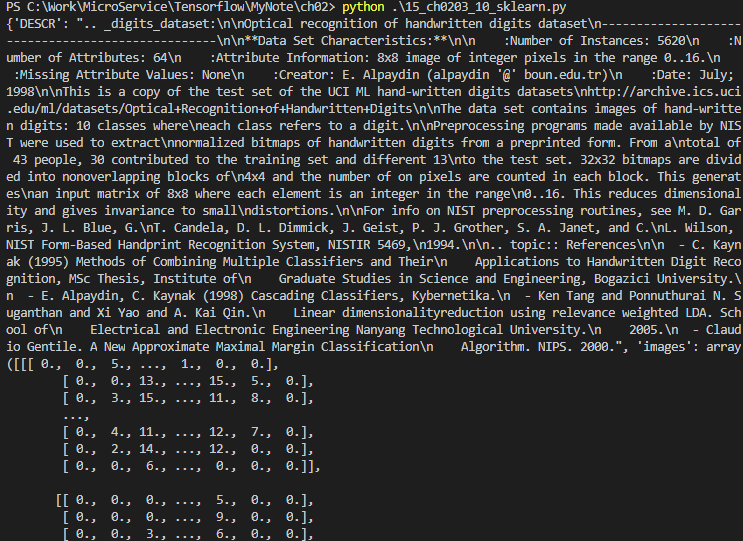 PS C:\Work\MicroService\Tensorflow\MyNote\ch02> python .\15_ch0203_10_sklearn.py
{'DESCR': ".. _digits_dataset:\n\nOptical recognition of handwritten digits dataset\n---------------------
------------------------------\n\n**Data Set Characteristics:**\n\n    :Number of Instances: 5620\n    :N
umber of Attributes: 64\n    :Attribute Information: 8x8 image of integer pixels in the range 0..16.\n
 :Missing Attribute Values: None\n    :Creator: E. Alpaydin (alpaydin '@' boun.edu.tr)\n    :Date: July;
1998\n\nThis is a copy of the test set of the UCI ML hand-written digits datasets\nhttp://archive.ics.uci
.edu/ml/datasets/Optical+Recognition+of+Handwritten+Digits\n\nThe data set contains images of hand-writte
n digits: 10 classes where\neach class refers to a digit.\n\nPreprocessing programs made available by NIS
T were used to extract\nnormalized bitmaps of handwritten digits from a preprinted form. From a\ntotal of
 43 people, 30 contributed to the training set and different 13\nto the test set. 32x32 bitmaps are divid
ed into nonoverlapping blocks of\n4x4 and the number of on pixels are counted in each block. This generat
es\nan input matrix of 8x8 where each element is an integer in the range\n0..16. This reduces dimensional
ity and gives invariance to small\ndistortions.\n\nFor info on NIST preprocessing routines, see M. D. Gar
ris, J. L. Blue, G.\nT. Candela, D. L. Dimmick, J. Geist, P. J. Grother, S. A. Janet, and C.\nL. Wilson,
NIST Form-Based Handprint Recognition System, NISTIR 5469,\n1994.\n\n.. topic:: References\n\n  - C. Kayn
ak (1995) Methods of Combining Multiple Classifiers and Their\n    Applications to Handwritten Digit Reco
gnition, MSc Thesis, Institute of\n    Graduate Studies in Science and Engineering, Bogazici University.\
n  - E. Alpaydin, C. Kaynak (1998) Cascading Classifiers, Kybernetika.\n  - Ken Tang and Ponnuthurai N. S
uganthan and Xi Yao and A. Kai Qin.\n    Linear dimensionalityreduction using relevance weighted LDA. Sch
ool of\n    Electrical and Electronic Engineering Nanyang Technological University.\n    2005.\n  - Claud
io Gentile. A New Approximate Maximal Margin Classification\n    Algorithm. NIPS. 2000.", 'images': array
([[[ 0.,  0.,  5., ...,  1.,  0.,  0.],
        [ 0.,  0., 13., ..., 15.,  5.,  0.],
        [ 0.,  3., 15., ..., 11.,  8.,  0.],
        ...,
        [ 0.,  4., 11., ..., 12.,  7.,  0.],
        [ 0.,  2., 14., ..., 12.,  0.,  0.],
        [ 0.,  0.,  6., ...,  0.,  0.,  0.]],
       [[ 0.,  0.,  0., ...,  5.,  0.,  0.],
        [ 0.,  0.,  0., ...,  9.,  0.,  0.],
        [ 0.,  0.,  3., ...,  6.,  0.,  0.],